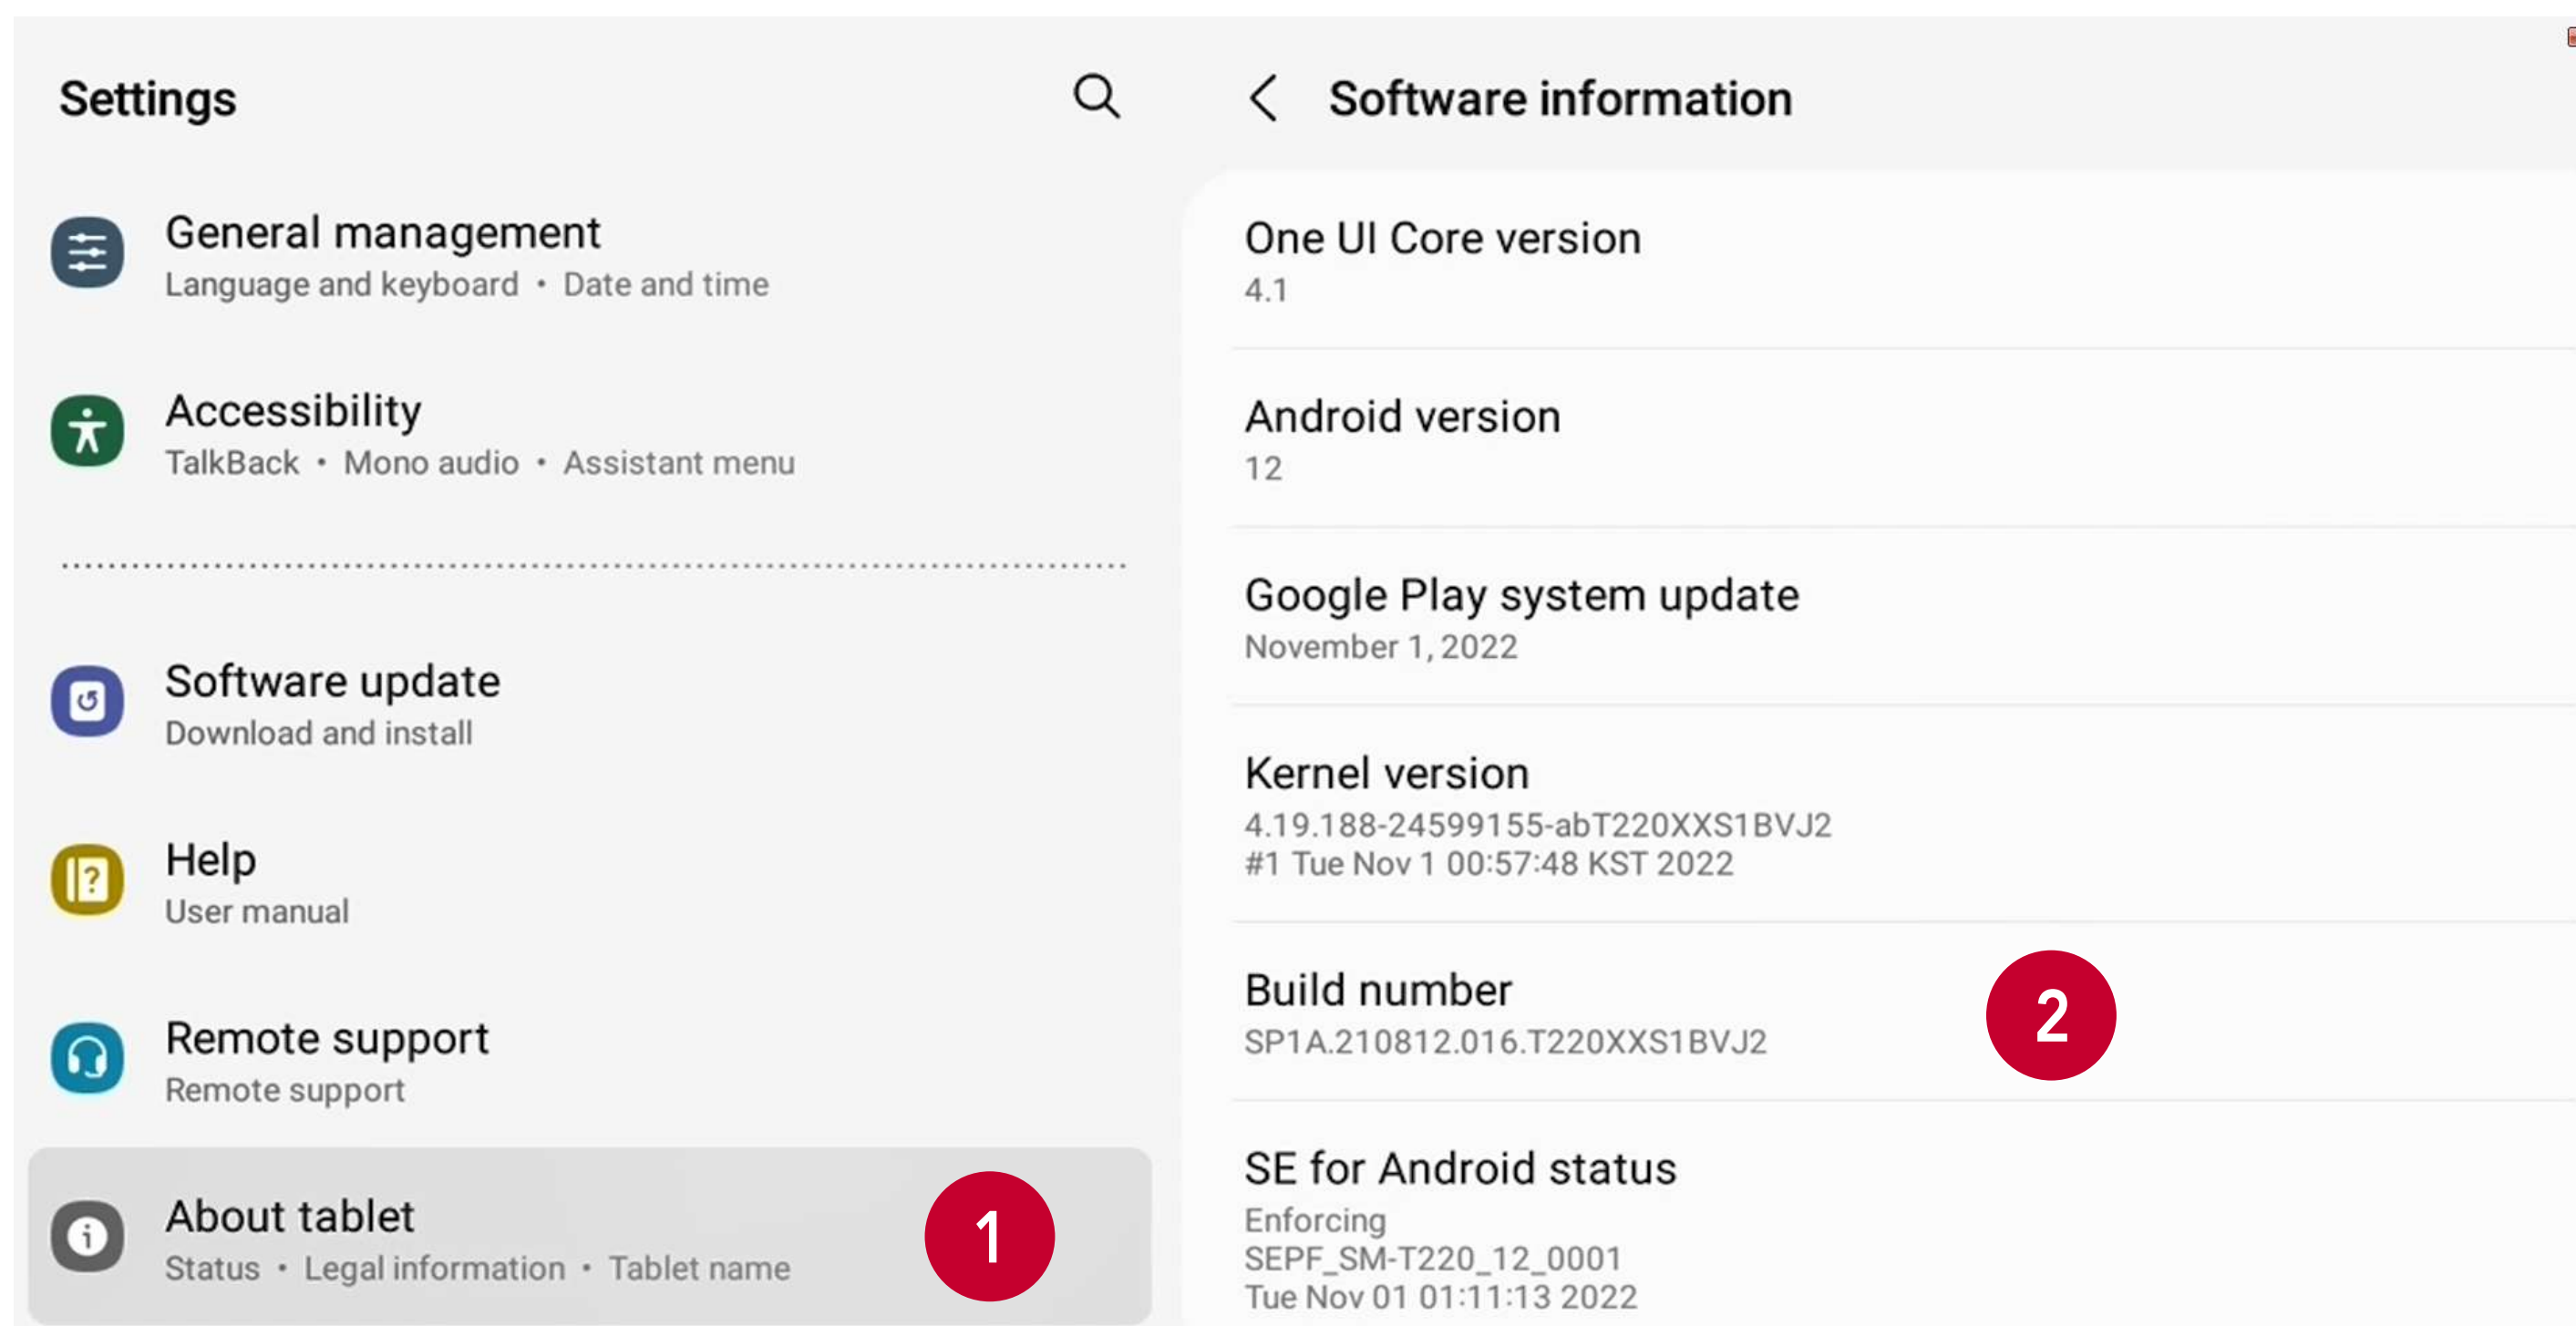 Settings
General management
Language and keyboard • Date and time
Accessibility
TalkBack • Mono audio • Assistant menu
Software update
Download and install
Help
User manual
Remote support
Remote support
About tablet
Status • Legal information • Tablet name
1
Software information
One UI Core version
4.1
Android version
12
Google Play system update
November 1, 2022
Kernel version
4.19.188-24599155-abT220XXS1BVJ2
#1 Tue Nov 1 00:57:48 KST 2022
Build number
SP1A.210812.016.T220XXS1BVJ2
2
SE for Android status
Enforcing
SEPF_SM-T220_12_0001
Tue Nov 01 01:11:13 2022